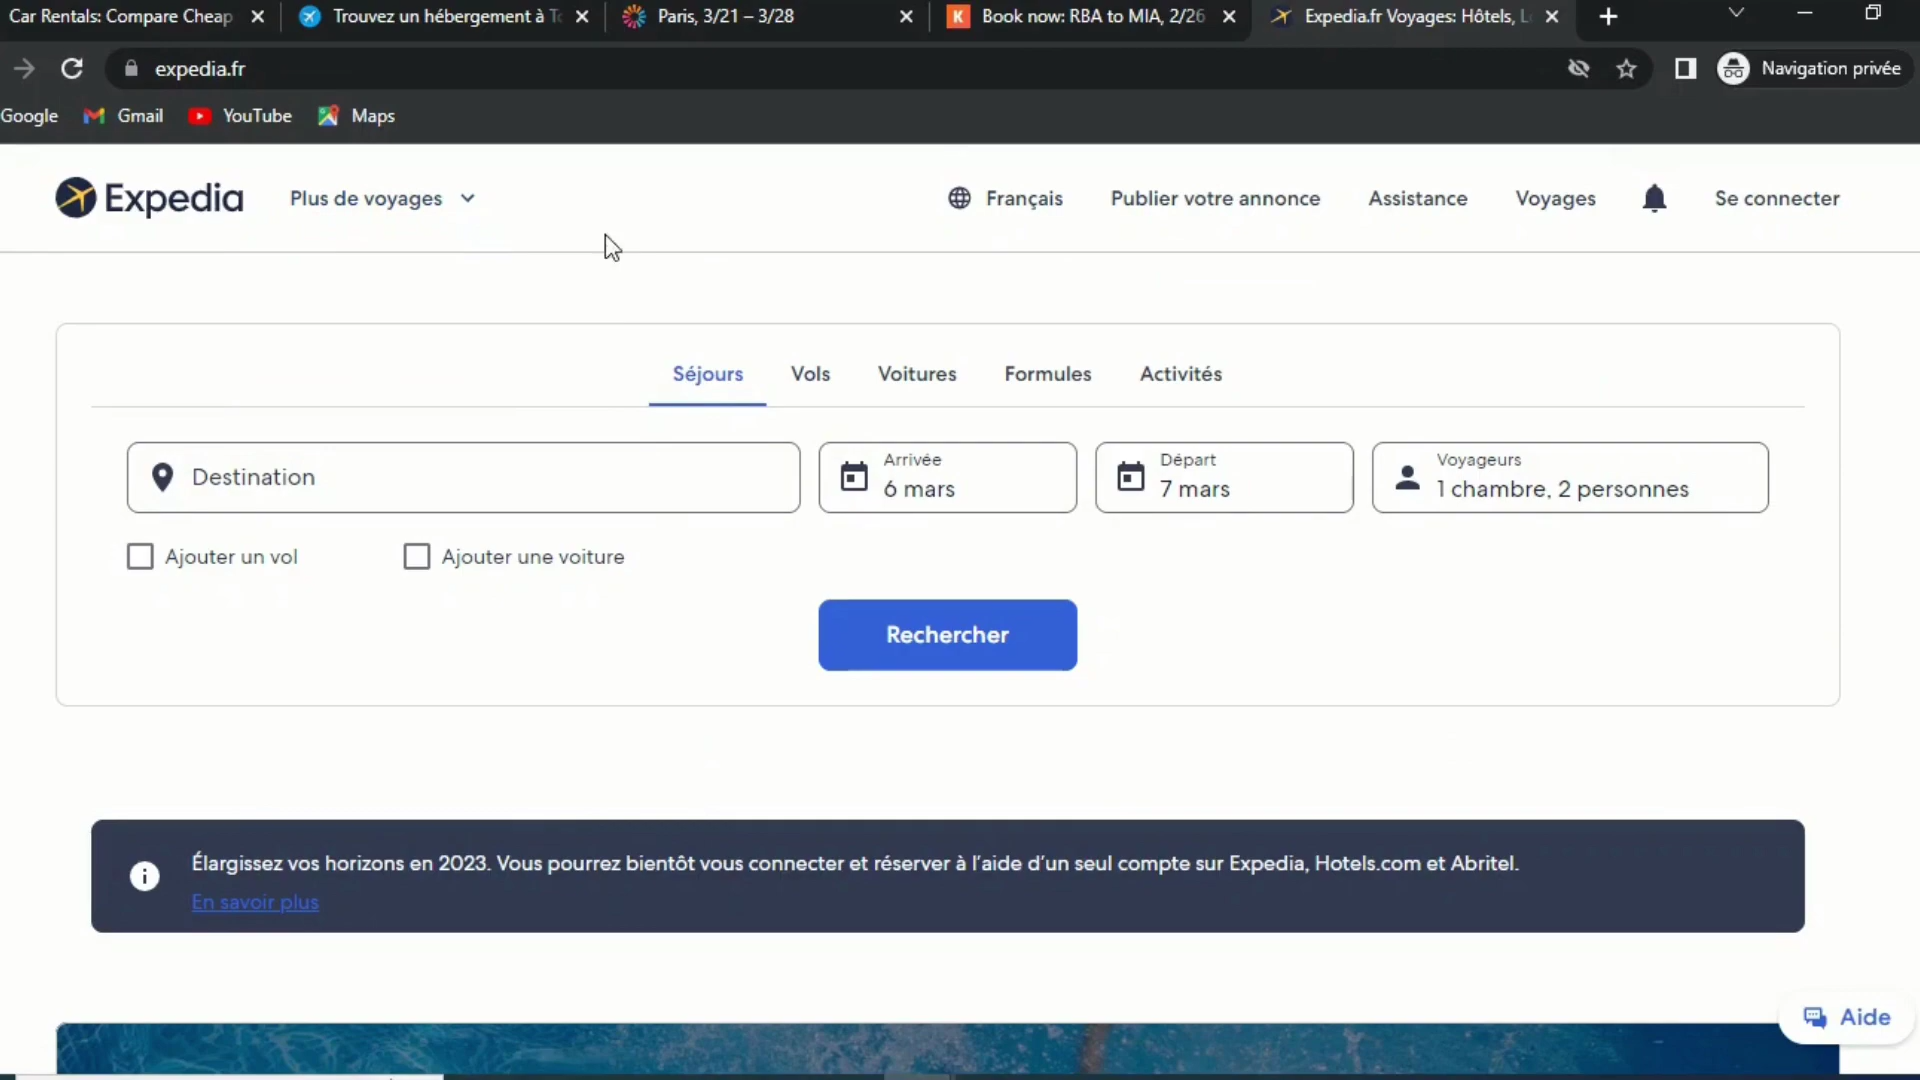 Car Rentals: Compare Cheap
Trouvez un hébergement à To
Paris, 3/21 – 3/28
K
Book now: RBA to MIA, 2/26
Expedia.fr Voyages: Hôtels, L
expedia.fr
Navigation privée
Google
Gmail
YouTube
Maps
Expedia
Plus de voyages
Français
Publier votre annonce
Assistance
Voyages
Se connecter
Séjours
Vols
Voitures
Formules
Activités
Destination
Arrivée
6 mars
Départ
7 mars
Voyageurs
1 chambre, 2 personnes
Ajouter un vol
Ajouter une voiture
Rechercher
Élargissez vos horizons en 2023. Vous pourrez bientôt vous connecter et réserver à l’aide d’un seul compte sur Expedia, Hotels.com et Abritel.
En savoir plus
Aide